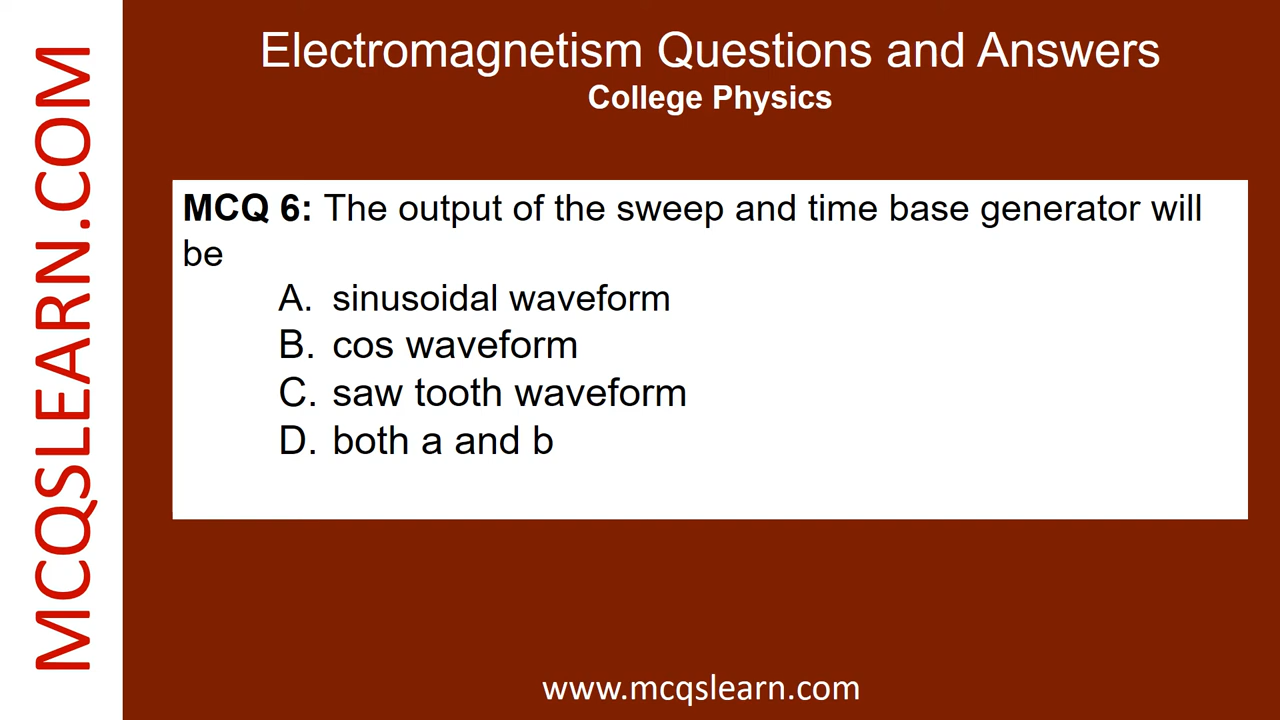 MCQSLEARN.COM
Electromagnetism Questions and Answers
College Physics
MCQ 6: The output of the sweep and time base generator will
be
A. sinusoidal waveform
B. cos waveform
C. saw tooth waveform
D. both a and b
www.mcqslearn.com